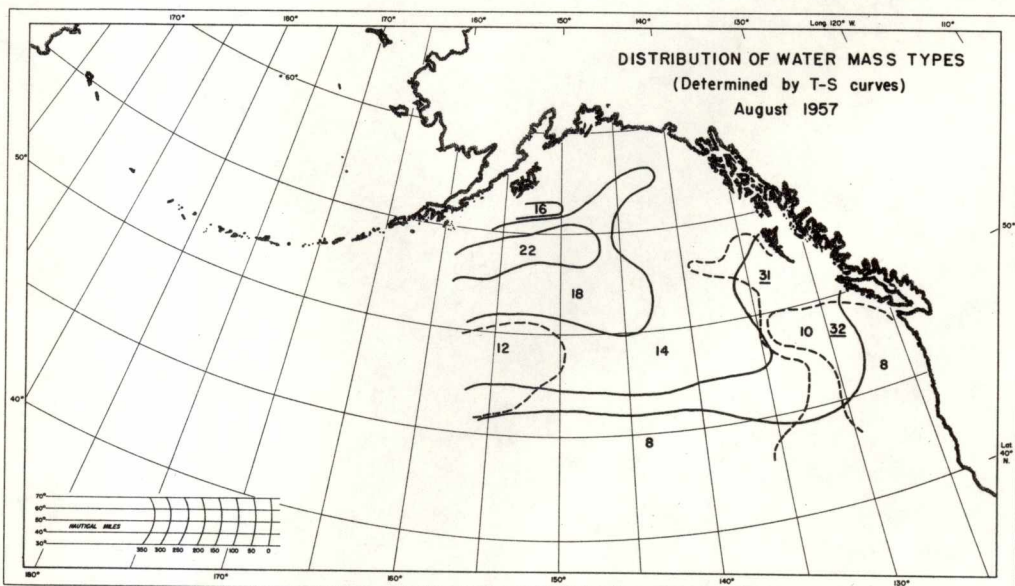 170° 180° 170° 160° 150° 140° 130° Long. 120° W. 110°
DISTRIBUTION OF WATER MASS TYPES
(Determined by T-S curves)
August 1957
60°
50°
50°
16
22
31
18
10
32
12
14
8
8
40°
Lat. 40° N.
70°
60°
50°
40°
30°
NAUTICAL MILES
350 300 250 200 150 100 50 0
180° 170° 160° 150° 140° 130°